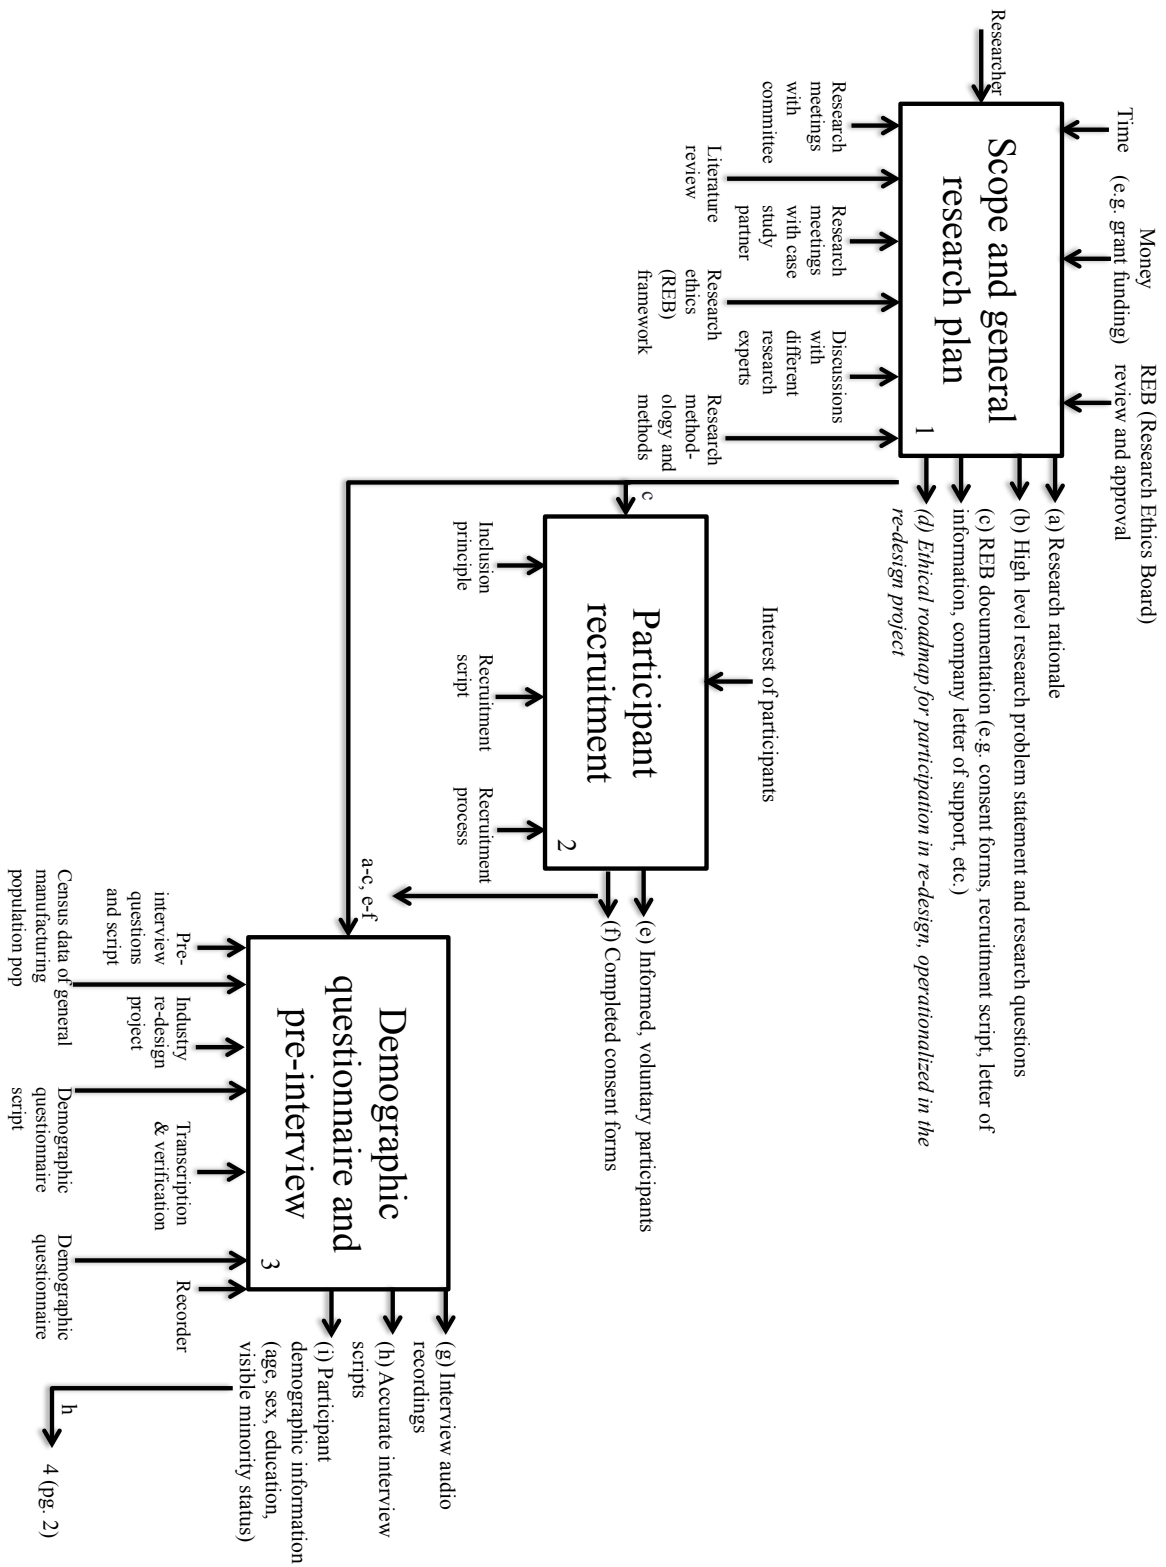 Researcher
Time
Money
(e.g. grant funding)
REB (Research Ethics Board)
review and approval
Scope and general
research plan
1
Research
meetings
with
committee
Literature
review
Research
meetings
with case
study
partner
Research
ethics
(REB)
framework
Discussions
with
different
research
experts
Research
method-
ology and
methods
(a) Research rationale
(b) High level research problem statement and research questions
(c) REB documentation (e.g. consent forms, recruitment script, letter of
information, company letter of support, etc.)
(d) Ethical roadmap for participation in re-design, operationalized in the
re-design project
c
Interest of participants
Participant
recruitment
2
Inclusion
principle
Recruitment
script
Recruitment
process
(e) Informed, voluntary participants
(f) Completed consent forms
a-c, e-f
Demographic
questionnaire and
pre-interview
3
Pre-
interview
questions
and script
Census data of general
manufacturing
population pop
Industry
re-design
project
Demographic
questionnaire
script
Transcription
& verification
Demographic
questionnaire
Recorder
(g) Interview audio
recordings
(h) Accurate interview
scripts
(i) Participant
demographic information
(age, sex, education,
visible minority status)
h
4 (pg. 2)